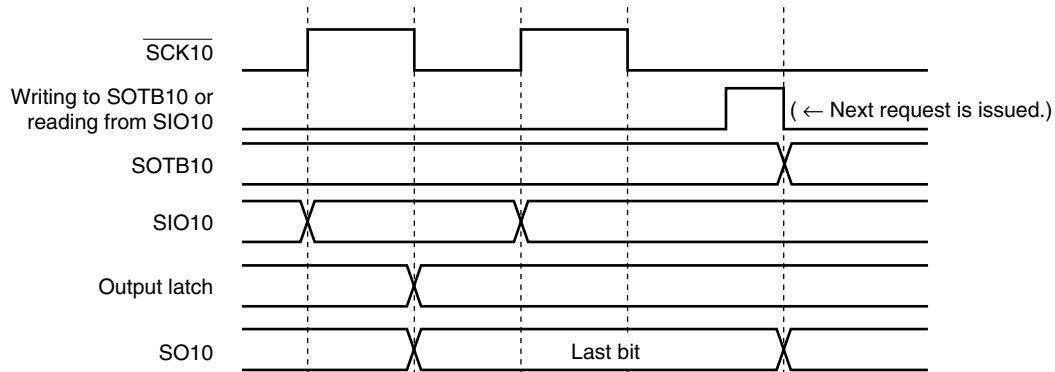 SCK10
Writing to SOTB10 or
reading from SIO10
( ← Next request is issued.)
SOTB10
SIO10
Output latch
SO10
Last bit